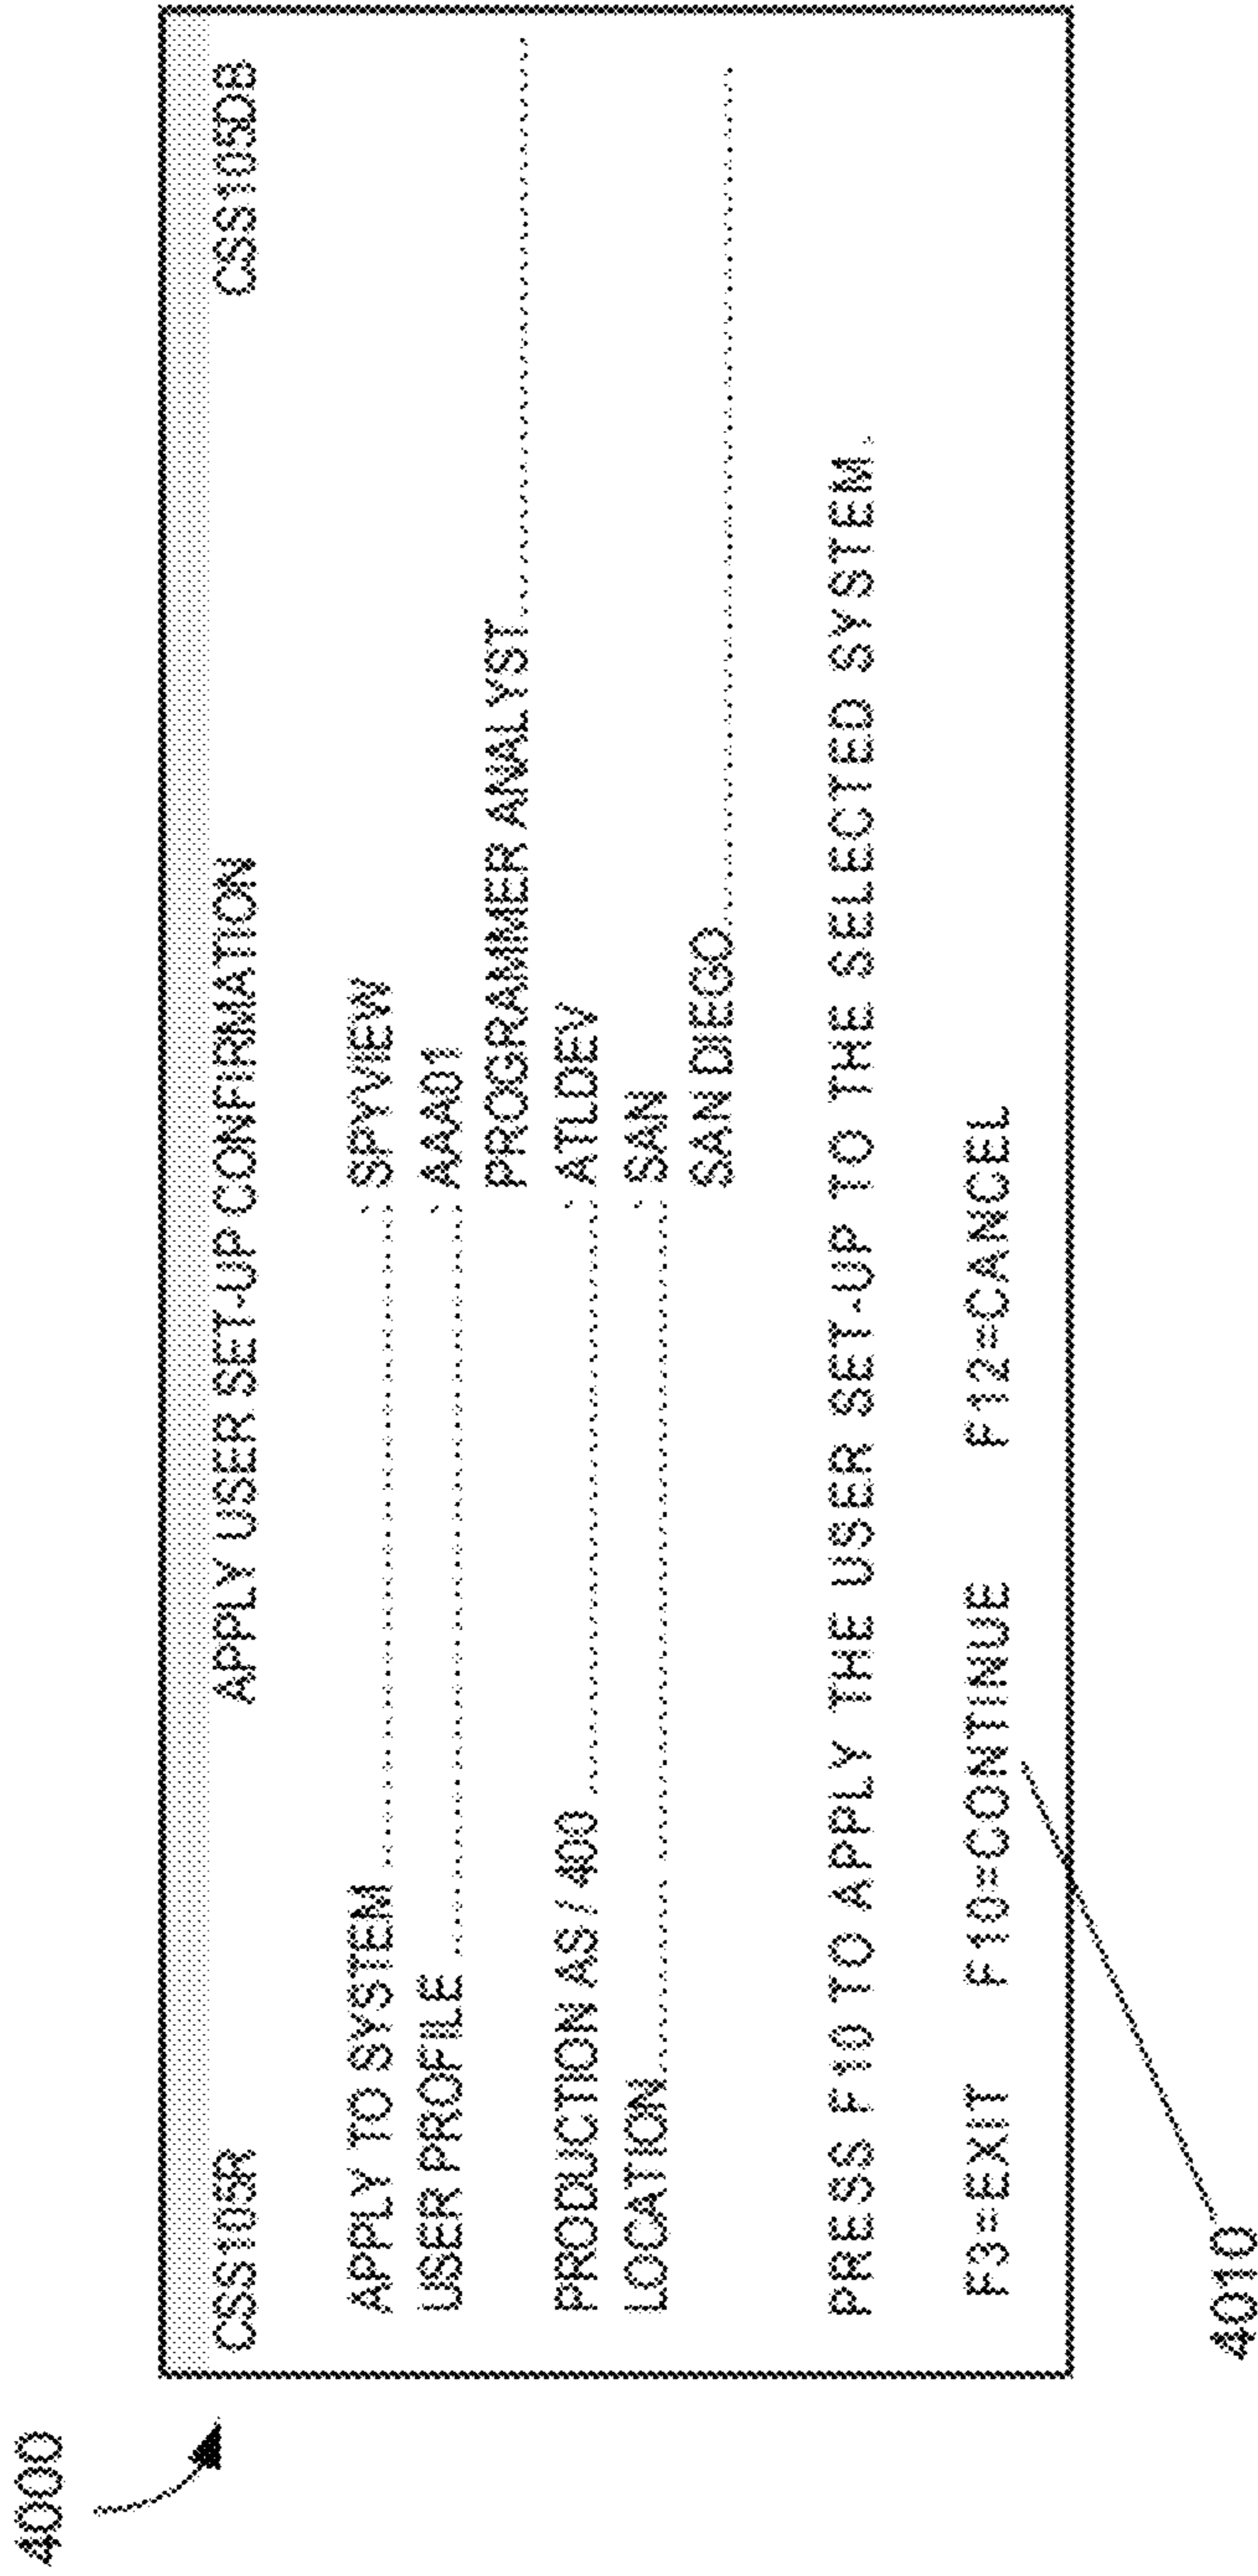 4000
CSS105R APPLY USER SET-UP CONFIRMATION CSS105D8
APPLY TO SYSTEM : SPYVIEW
USER PROFILE : AAA01
PROGRAMMER ANALYST
PRODUCTION AS / 400 : ATLDEV
LOCATION : SAN
SAN DIEGO
PRESS F10 TO APPLY THE USER SET-UP TO THE SELECTED SYSTEM.
F3=EXIT F10=CONTINUE F12=CANCEL
4010